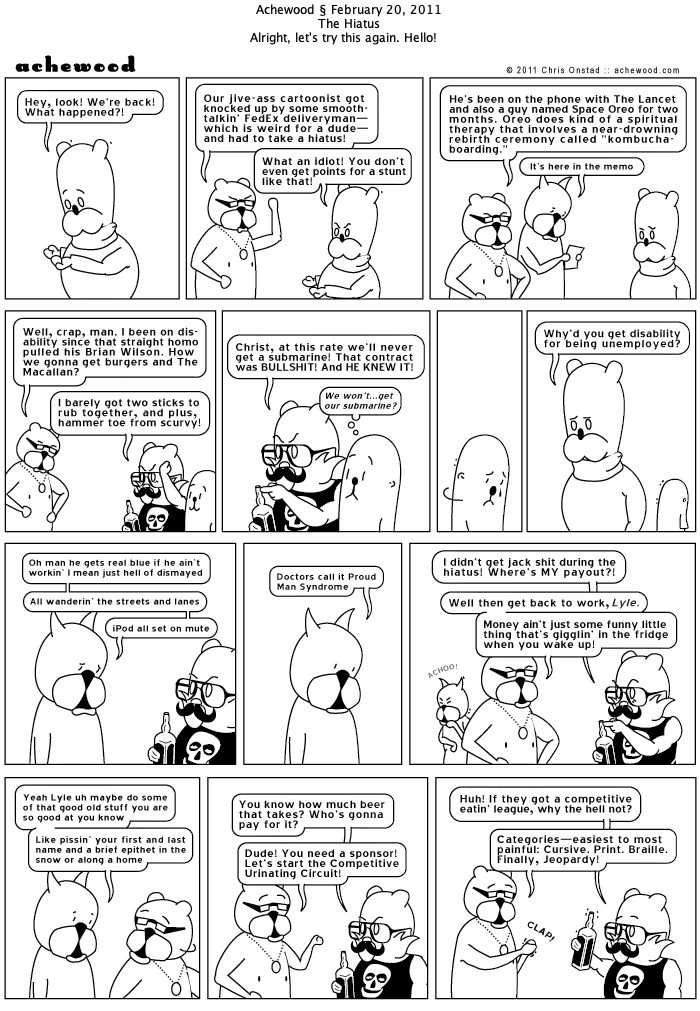 Achewood § February 20, 2011
The Hiatus
Alright, let's try this again. Hello!
achewood
© 2011 Chris Onstad :: achewood.com
Hey, look! We're back!
What happened?!
Our jive-ass cartoonist got
knocked up by some smooth-
talkin' FedEx deliveryman—
which is weird for a dude—
and had to take a hiatus!
What an idiot! You don't
even get points for a stunt
like that!
He's been on the phone with The Lancet
and also a guy named Space Oreo for two
months. Oreo does kind of a spiritual
therapy that involves a near-drowning
rebirth ceremony called "kombucha-
boarding."
It's here in the memo
Well, crap, man. I been on dis-
ability since that straight homo
pulled his Brian Wilson. How
we gonna get burgers and The
Macallan?
I barely got two sticks to
rub together, and plus,
hammer toe from scurvy!
Christ, at this rate we'll never
get a submarine! That contract
was BULLSHIT! And HE KNEW IT!
We won't...get
our submarine?
Why'd you get disability
for being unemployed?
Oh man he gets real blue if he ain't
workin' I mean just hell of dismayed
All wanderin' the streets and lanes
iPod all set on mute
Doctors call it Proud
Man Syndrome
I didn't get jack shit during the
hiatus! Where's MY payout?!
Well then get back to work, Lyle.
Money ain't just some funny little
thing that's gigglin' in the fridge
when you wake up!
ACHOO!
Yeah Lyle uh maybe do some
of that good old stuff you are
so good at you know
Like pissin' your first and last
name and a brief epithet in the
snow or along a home
You know how much beer
that takes? Who's gonna
pay for it?
Dude! You need a sponsor!
Let's start the Competitive
Urinating Circuit!
Huh! If they got a competitive
eatin' league, why the hell not?
Categories—easiest to most
painful: Cursive. Print. Braille.
Finally, Jeopardy!
CLAP!